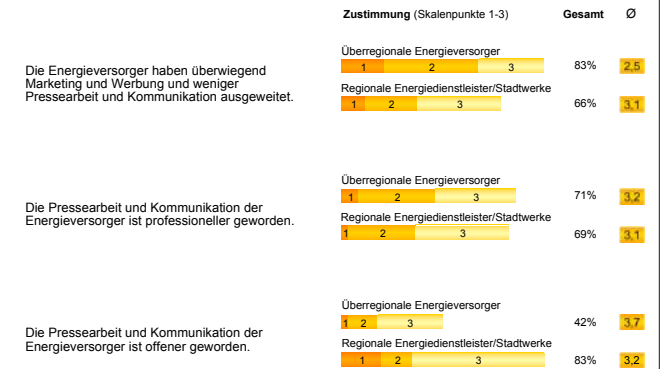 Zustimmung (Skalenpunkte 1-3) Gesamt Ø
Die Energieversorger haben überwiegend
Marketing und Werbung und weniger
Pressearbeit und Kommunikation ausgeweitet.
Überregionale Energieversorger
1 2 3 83% 2,5
Regionale Energiedienstleister/Stadtwerke
1 2 3 66% 3,1
Die Pressearbeit und Kommunikation der
Energieversorger ist professioneller geworden.
Überregionale Energieversorger
1 2 3 71% 3,2
Regionale Energiedienstleister/Stadtwerke
1 2 3 69% 3,1
Die Pressearbeit und Kommunikation der
Energieversorger ist offener geworden.
Überregionale Energieversorger
1 2 3 42% 3,7
Regionale Energiedienstleister/Stadtwerke
1 2 3 83% 3,2